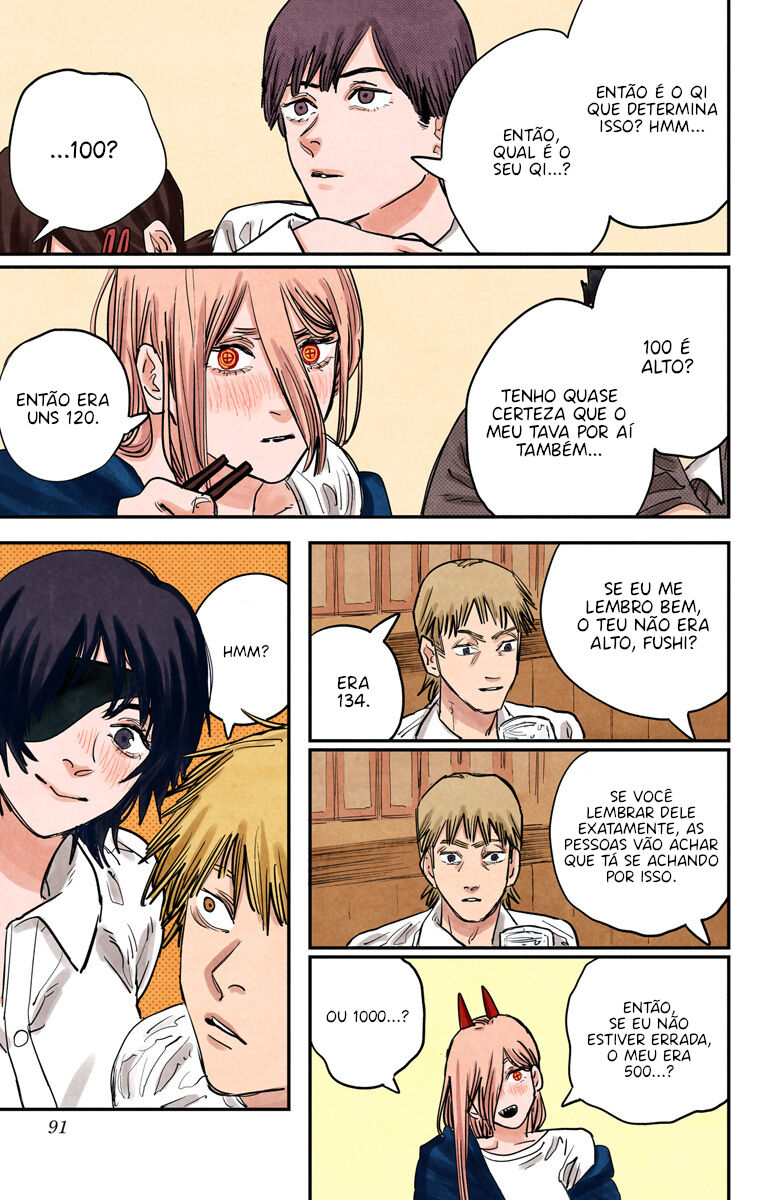 ENTÃO É O QI
QUE DETERMINA
ISSO? HMM...
ENTÃO,
QUAL É O
SEU QI...?
...100?
100 É
ALTO?
TENHO QUASE
CERTEZA QUE O
MEU TAVA POR AÍ
TAMBÉM...
ENTÃO ERA
UNS 120.
SE EU ME
LEMBRO BEM,
O TEU NÃO ERA
ALTO, FUSHI?
ERA
134.
SE VOCÊ
LEMBRAR DELE
EXATAMENTE, AS
PESSOAS VÃO ACHAR
QUE TÁ SE ACHANDO
POR ISSO.
ENTÃO,
SE EU NÃO
ESTIVER ERRADA,
O MEU ERA
500...?
OU 1000...?
HMM?
91